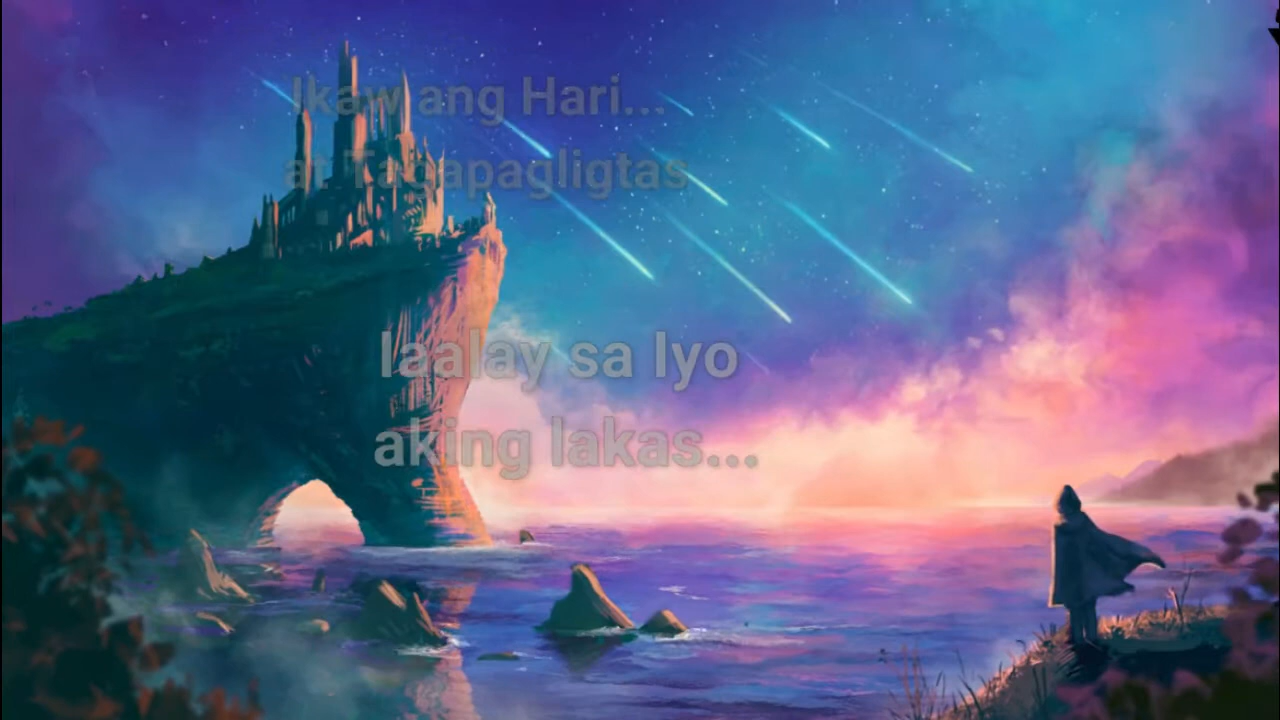 Ikaw ang Hari...
at Tagapagligtas
Iaalay sa Iyo
aking lakas...